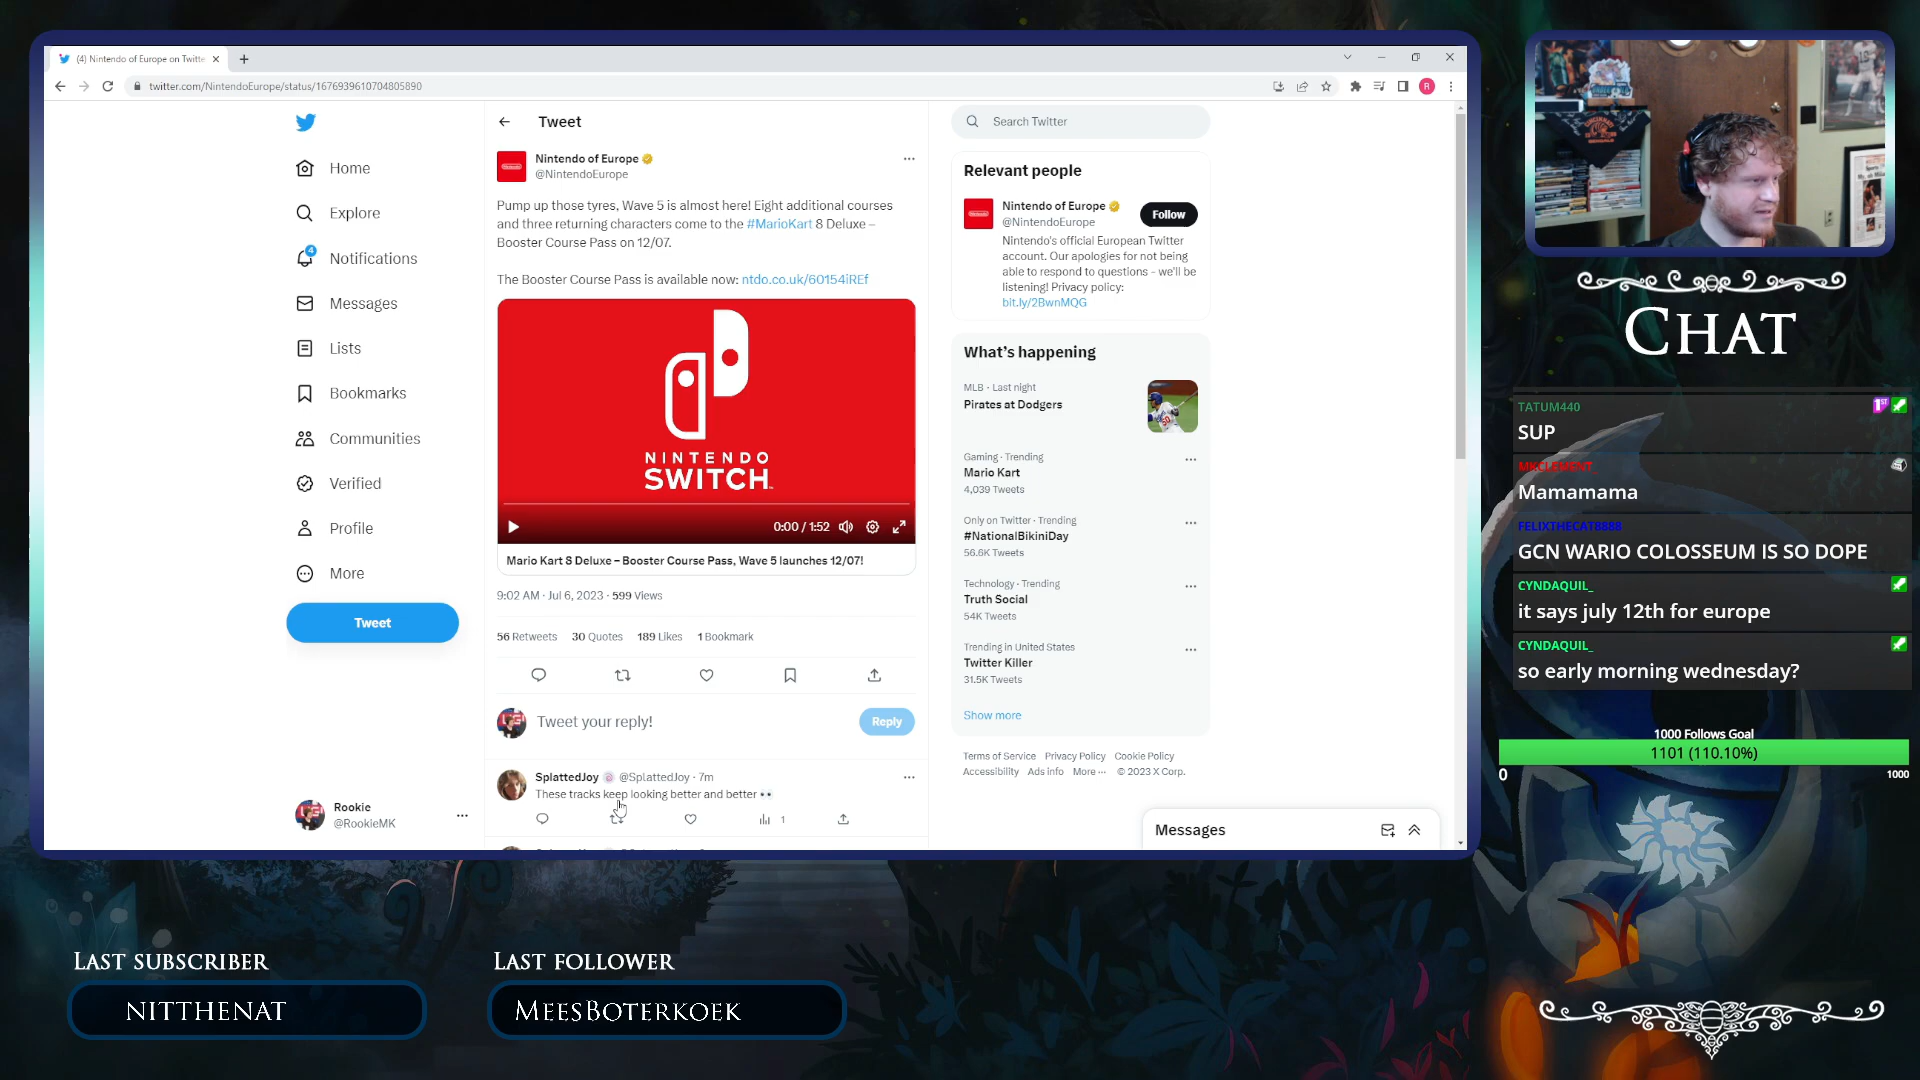 (4) Nintendo of Europe on Twitte
twitter.com/NintendoEurope/status/1676939610704805890
R
Home
Explore
4
Notifications
Messages
Lists
Bookmarks
Communities
Verified
Profile
More
Tweet
Rookie
@RookieMK
Tweet
Nintendo of Europe
@NintendoEurope
Pump up those tyres, Wave 5 is almost here! Eight additional courses
and three returning characters come to the #MarioKart 8 Deluxe –
Booster Course Pass on 12/07.
The Booster Course Pass is available now: ntdo.co.uk/60154iREf
NINTENDO
SWITCH
0:00 / 1:52
Mario Kart 8 Deluxe – Booster Course Pass, Wave 5 launches 12/07!
9:02 AM · Jul 6, 2023 · 599 Views
56 Retweets 30 Quotes 189 Likes 1 Bookmark
Tweet your reply!
Reply
SplattedJoy @SplattedJoy · 7m
These tracks keep looking better and better
1
Search Twitter
Relevant people
Nintendo of Europe
@NintendoEurope
Follow
Nintendo's official European Twitter
account. Our apologies for not being
able to respond to questions - we'll be
listening! Privacy policy:
bit.ly/2BwnMQG
What's happening
MLB · Last night
Pirates at Dodgers
Gaming · Trending
Mario Kart
4,039 Tweets
Only on Twitter · Trending
#NationalBikiniDay
56.6K Tweets
Technology · Trending
Truth Social
54K Tweets
Trending in United States
Twitter Killer
31.5K Tweets
Show more
Terms of Service Privacy Policy Cookie Policy
Accessibility Ads info More ··· © 2023 X Corp.
Messages
CHAT
TATUM440
1ST
SUP
MKCLEMENT_
Mamamama
FELIXTHECAT8888
GCN WARIO COLOSSEUM IS SO DOPE
CYNDAQUIL_
it says july 12th for europe
CYNDAQUIL_
so early morning wednesday?
1000 Follows Goal
1101 (110.10%)
0
1000
LAST SUBSCRIBER
NITTHENAT
LAST FOLLOWER
MEESBOTERKOEK